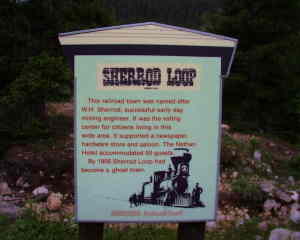 SHERROD LOOP
This railroad town was named after
W.H. Sherrod, successful early day
mining engineer. It was the voting
center for citizens living in this
wide area. It supported a newspaper,
hardware store and saloon. The Nathan
Hotel accommodated 50 guests.
By 1906 Sherrod Loop had
become a ghost town.